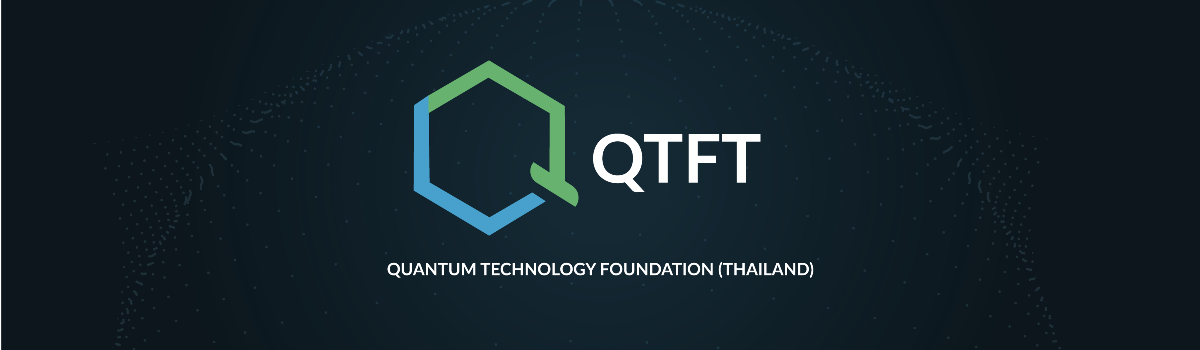 QTFT
QUANTUM TECHNOLOGY FOUNDATION (THAILAND)